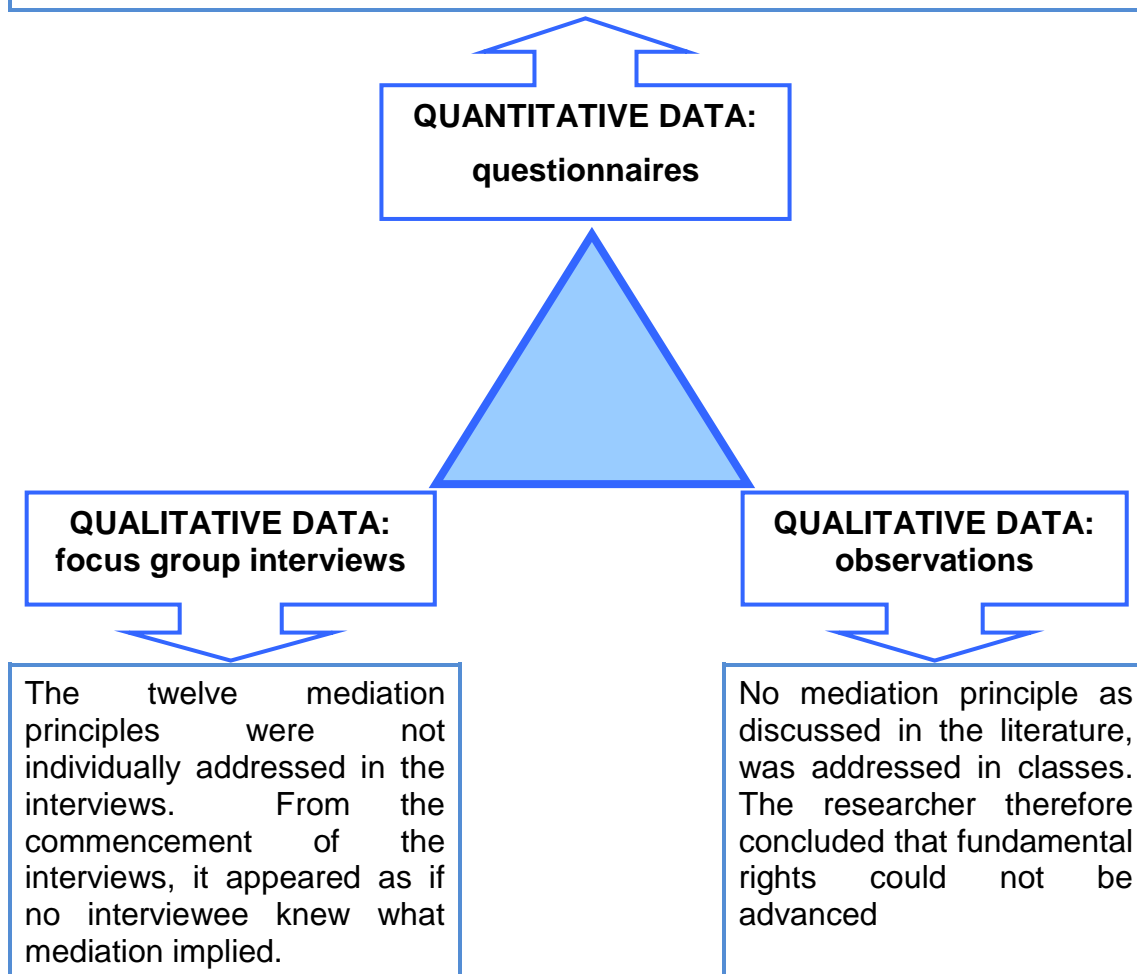 QUANTITATIVE DATA:
questionnaires
QUALITATIVE DATA:
focus group interviews
The twelve mediation
principles were not
individually addressed in the
interviews. From the
commencement of the
interviews, it appeared as if
no interviewee knew what
mediation implied.
QUALITATIVE DATA:
observations
No mediation principle as
discussed in the literature,
was addressed in classes.
The researcher therefore
concluded that fundamental
rights could not be
advanced